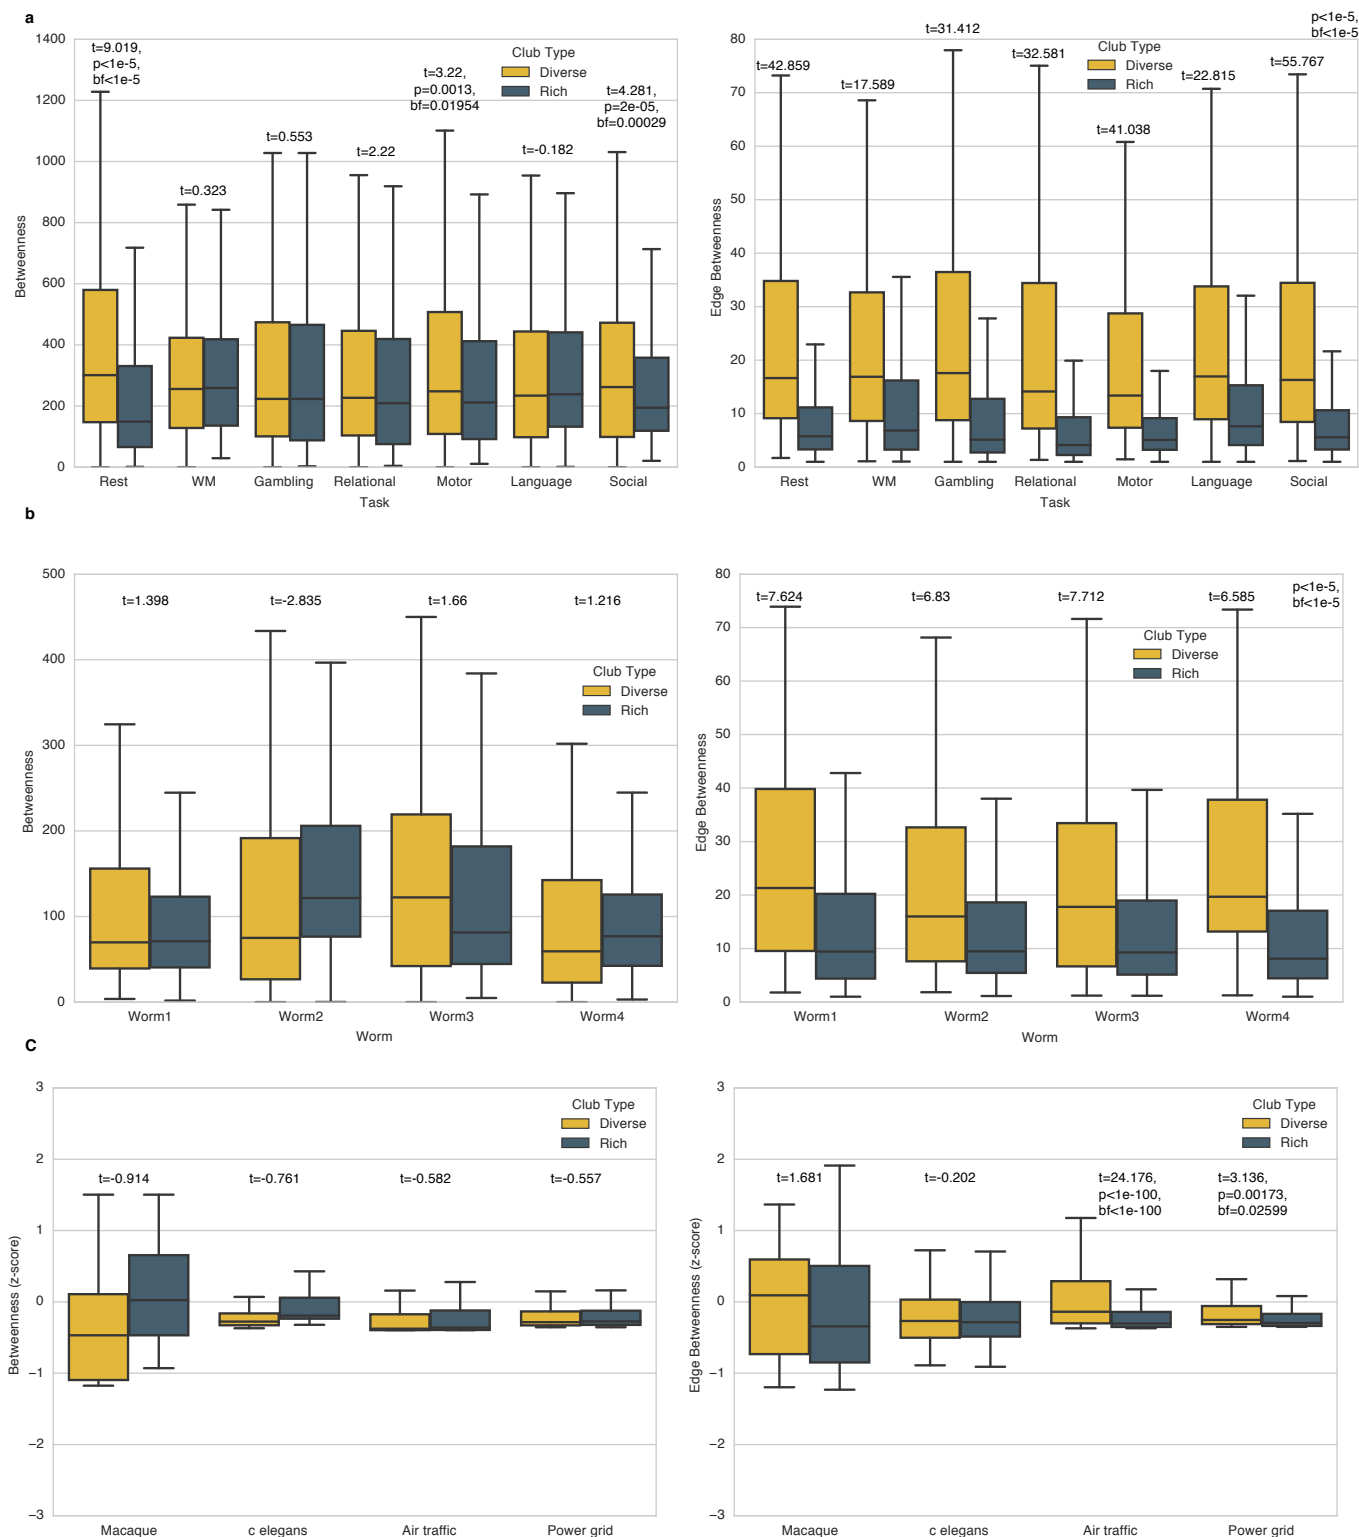 a
1400
1200
1000
800
600
400
200
0
Betweenness
t=9.019,
p<1e-5,
bf<1e-5
t=0.323
t=0.553
t=2.22
t=3.22,
p=0.0013,
bf=0.01954
t=-0.182
t=4.281,
p=2e-05,
bf=0.00029
Club Type
Diverse
Rich
Rest WM Gambling Relational Motor Language Social
Task
80
70
60
50
40
30
20
10
0
Edge Betweenness
t=42.859
t=17.589
t=31.412
t=32.581
t=41.038
t=22.815
t=55.767
p<1e-5,
bf<1e-5
Club Type
Diverse
Rich
Rest WM Gambling Relational Motor Language Social
Task
b
500
400
300
200
100
0
Betweenness
t=1.398
t=-2.835
t=1.66
t=1.216
Club Type
Diverse
Rich
Worm1 Worm2 Worm3 Worm4
Worm
80
70
60
50
40
30
20
10
0
Edge Betweenness
t=7.624
t=6.83
t=7.712
t=6.585
p<1e-5,
bf<1e-5
Club Type
Diverse
Rich
Worm1 Worm2 Worm3 Worm4
Worm
C
3
2
1
0
−1
−2
−3
Betweenness (z-score)
t=-0.914
t=-0.761
t=-0.582
t=-0.557
Club Type
Diverse
Rich
Macaque c elegans Air traffic Power grid
3
2
1
0
−1
−2
−3
Edge Betweenness (z-score)
t=1.681
t=-0.202
t=24.176,
p<1e-100,
bf<1e-100
t=3.136,
p=0.00173,
bf=0.02599
Club Type
Diverse
Rich
Macaque c elegans Air traffic Power grid